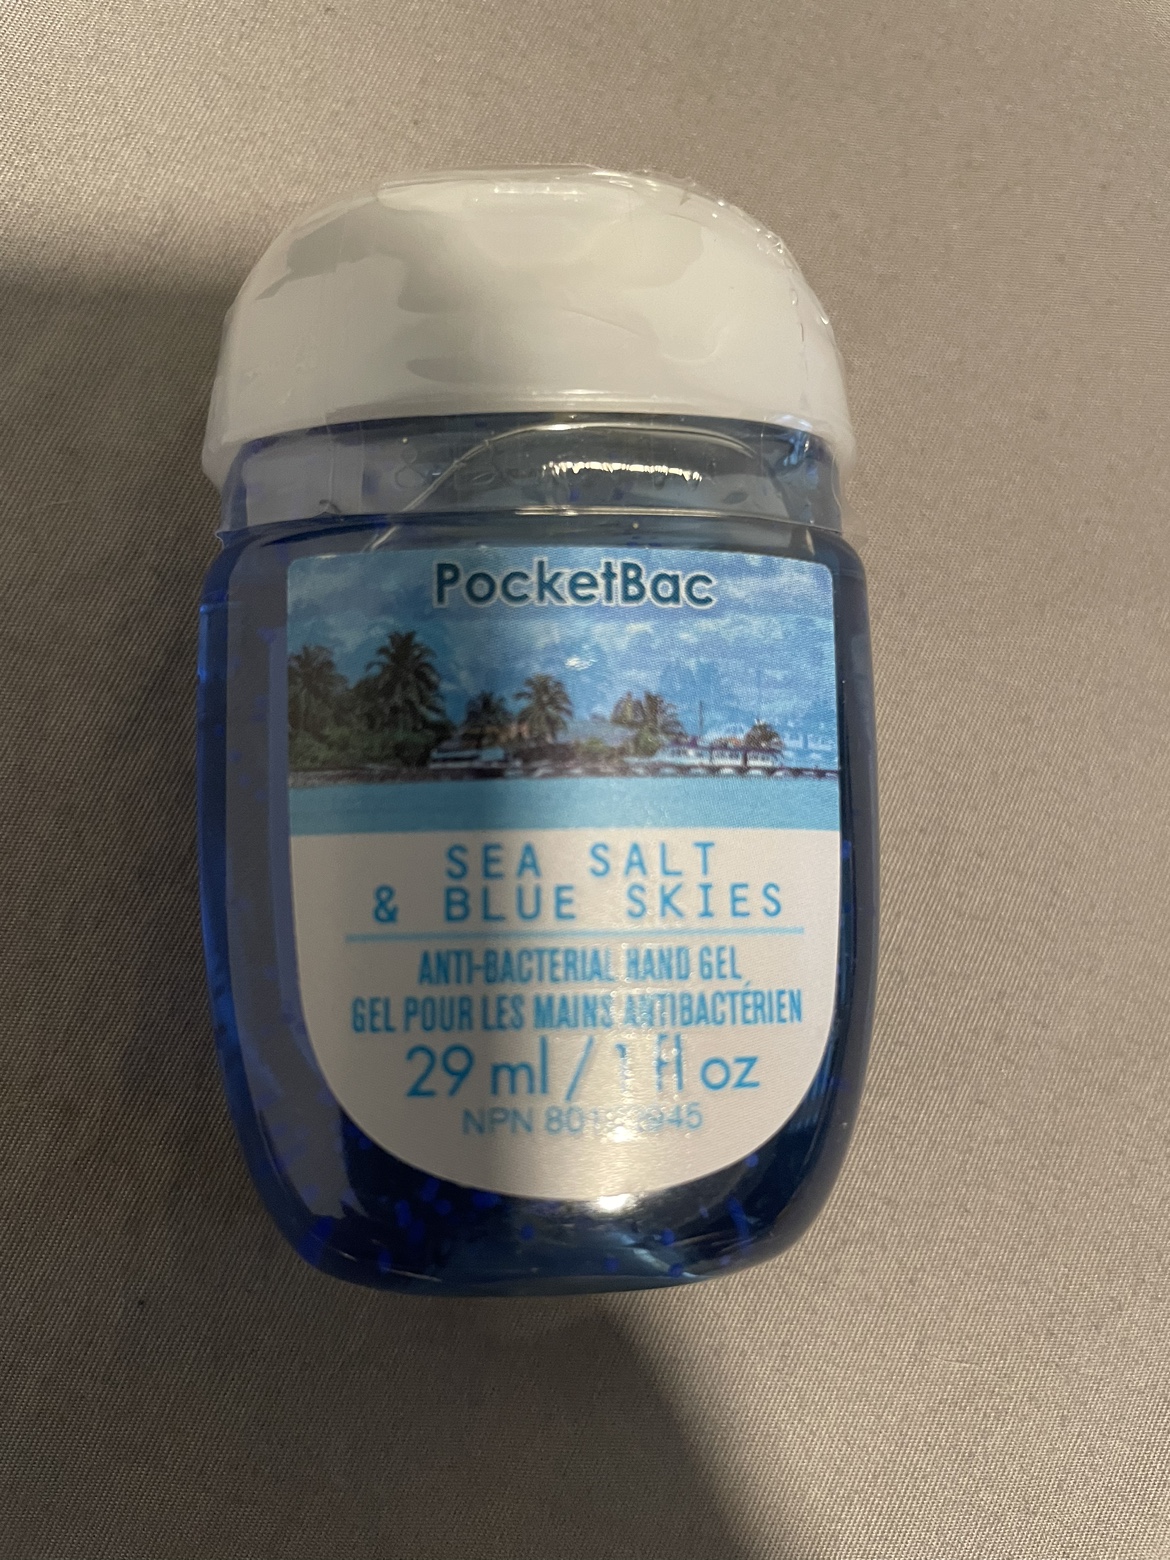 PocketBac
SEA SALT
& BLUE SKIES
ANTI-BACTERIAL HAND GEL
GEL POUR LES MAINS ANTIBACTÉRIEN
29 ml / 1 fl oz
NPN